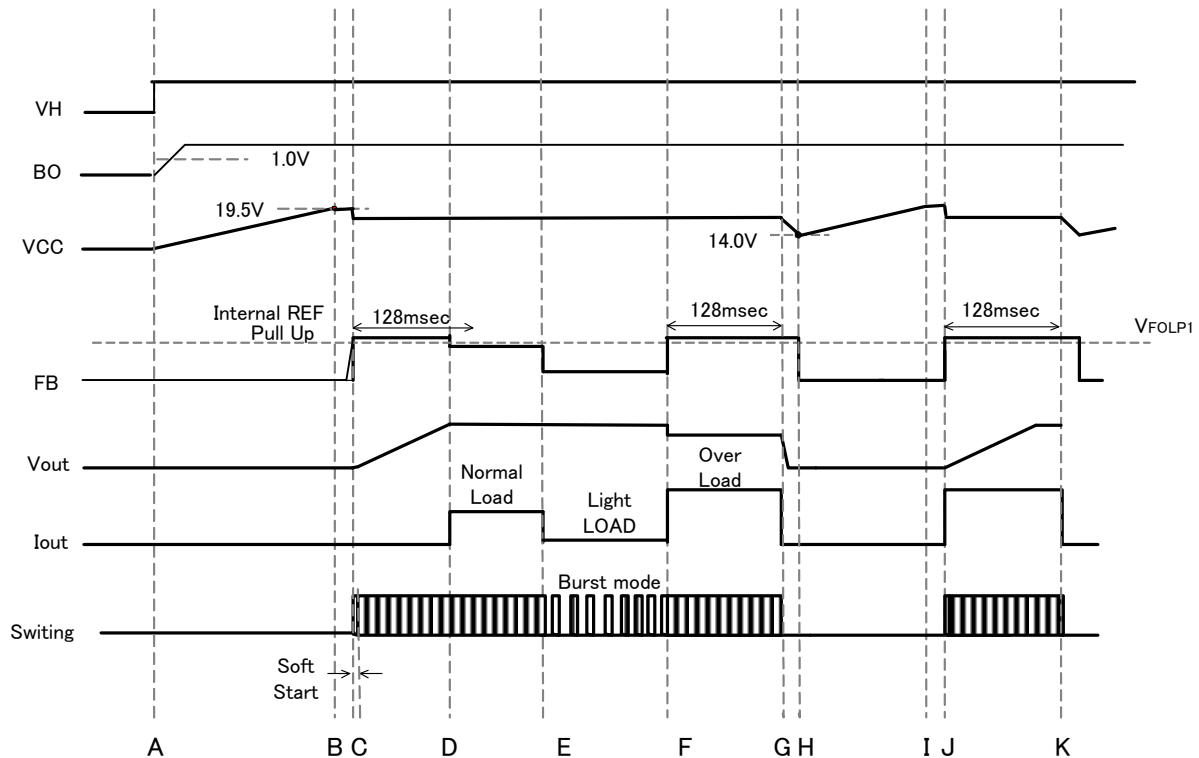 VH
BO
1.0V
19.5V
VCC
14.0V
Internal REF
Pull Up
128msec
128msec
128msec
VFOLP1
FB
Vout
Normal
Load
Light
LOAD
Over
Load
Iout
Burst mode
Switing
Soft
Start
A B C D E F G H I J K